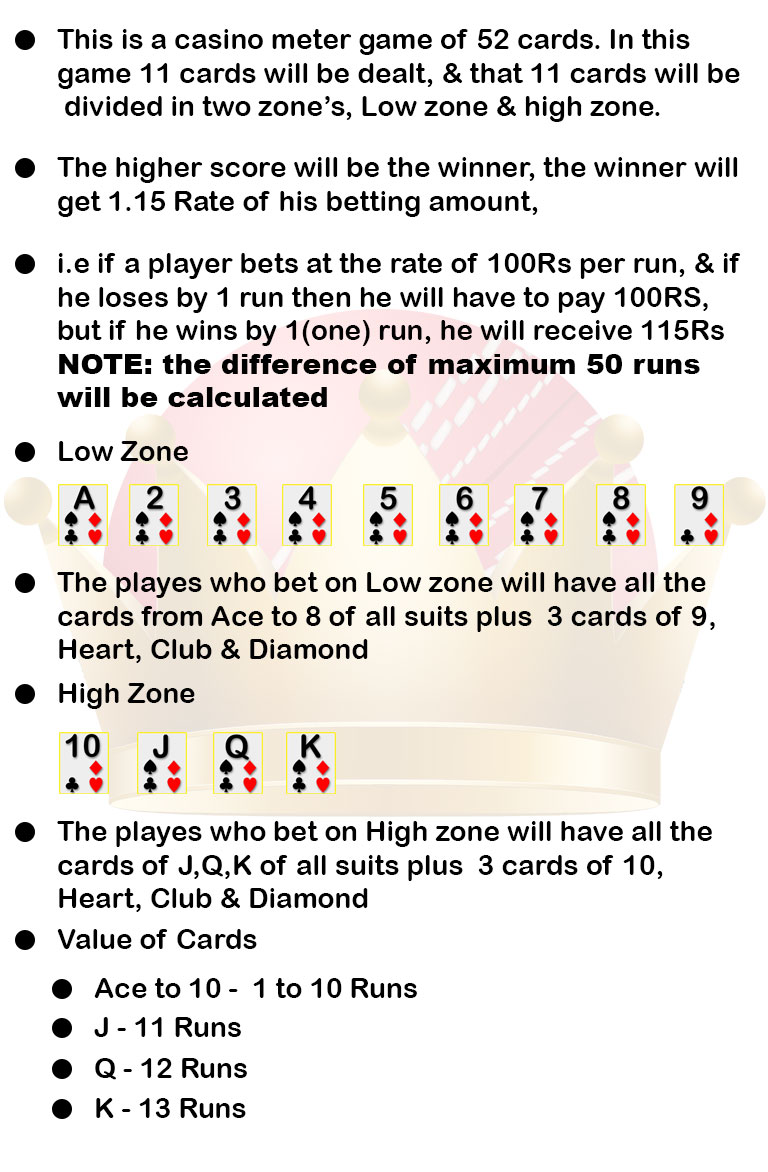 This is a casino meter game of 52 cards. In this
game 11 cards will be dealt, & that 11 cards will be
divided in two zone’s, Low zone & high zone.
The higher score will be the winner, the winner will
get 1.15 Rate of his betting amount,
i.e if a player bets at the rate of 100Rs per run, & if
he loses by 1 run then he will have to pay 100RS,
but if he wins by 1(one) run, he will receive 115Rs
NOTE: the difference of maximum 50 runs
will be calculated
Low Zone
A 2 3 4 5 6 7 8 9
The playes who bet on Low zone will have all the
cards from Ace to 8 of all suits plus 3 cards of 9,
Heart, Club & Diamond
High Zone
10 J Q K
The playes who bet on High zone will have all the
cards of J,Q,K of all suits plus 3 cards of 10,
Heart, Club & Diamond
Value of Cards
Ace to 10 - 1 to 10 Runs
J - 11 Runs
Q - 12 Runs
K - 13 Runs